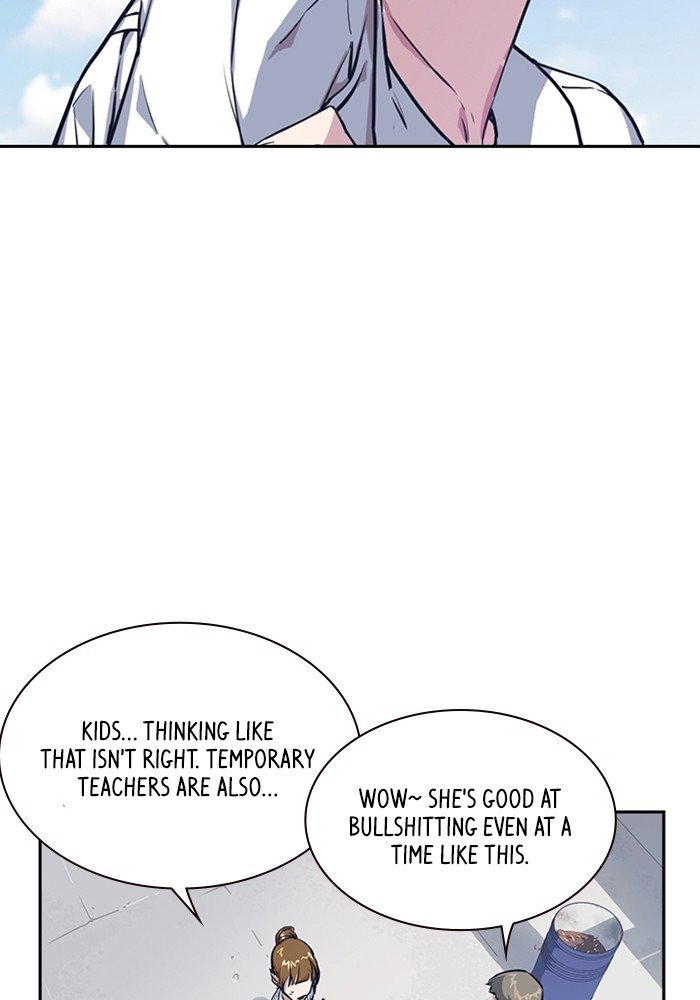 KIDS... THINKING LIKE
THAT ISN'T RIGHT. TEMPORARY
TEACHERS ARE ALSO...
WOW~ SHE'S GOOD AT
BULLSHITTING EVEN AT A
TIME LIKE THIS.